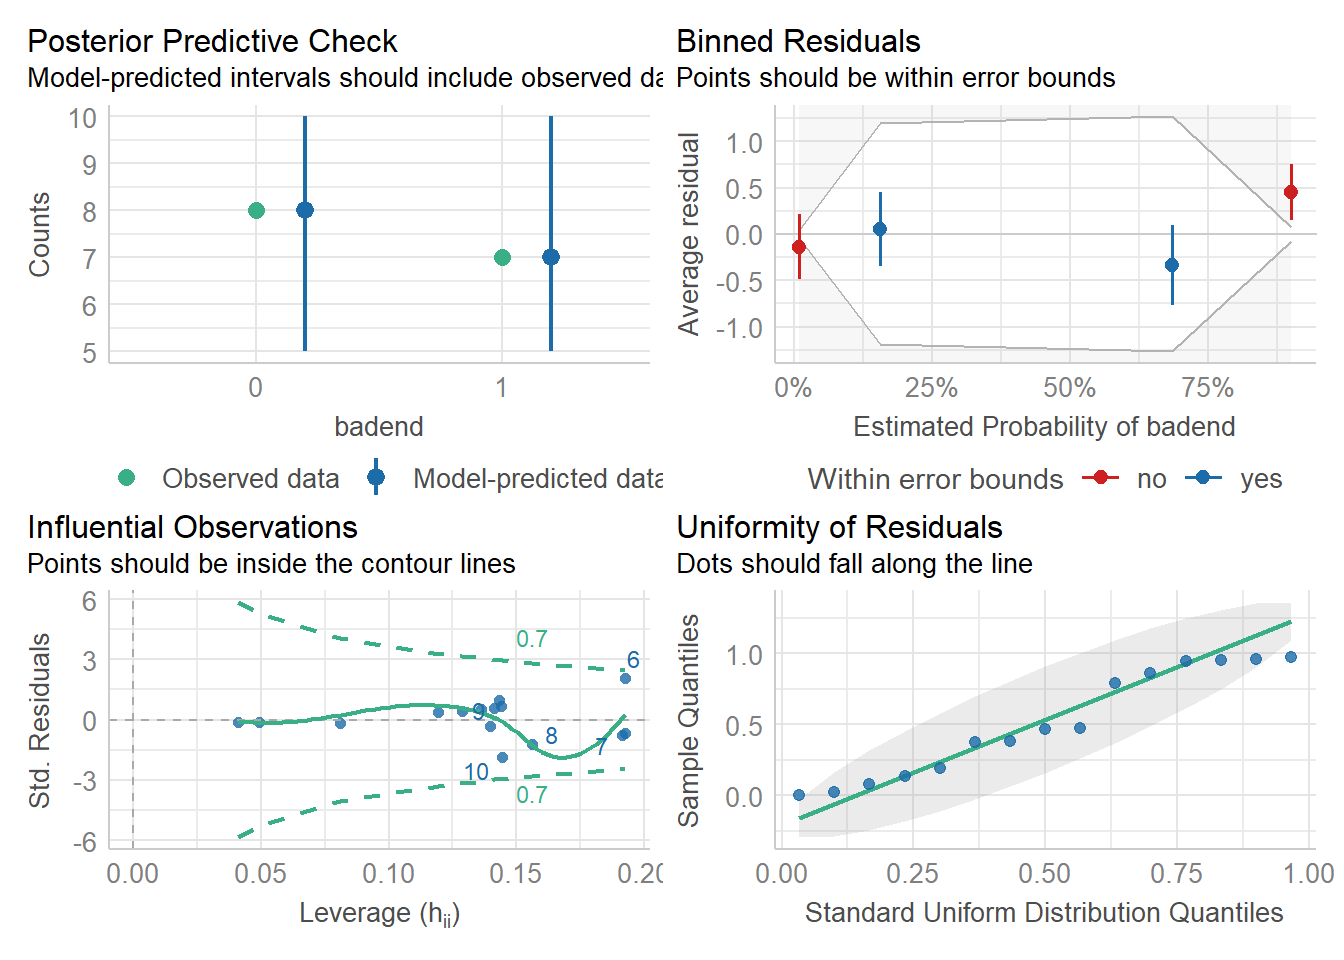 Posterior Predictive Check
Model-predicted intervals should include observed da
10
9
8
7
6
5
Counts
0
1
badend
Observed data
Model-predicted data
Binned Residuals
Points should be within error bounds
1.0
0.5
0.0
-0.5
-1.0
Average residual
0%
25%
50%
75%
Estimated Probability of badend
Within error bounds
no
yes
Influential Observations
Points should be inside the contour lines
6
3
0
-3
-6
Std. Residuals
0.7
6
9
8
7
10
0.7
0.00
0.05
0.10
0.15
0.20
Leverage (hii)
Uniformity of Residuals
Dots should fall along the line
1.0
0.5
0.0
Sample Quantiles
0.00
0.25
0.50
0.75
1.00
Standard Uniform Distribution Quantiles